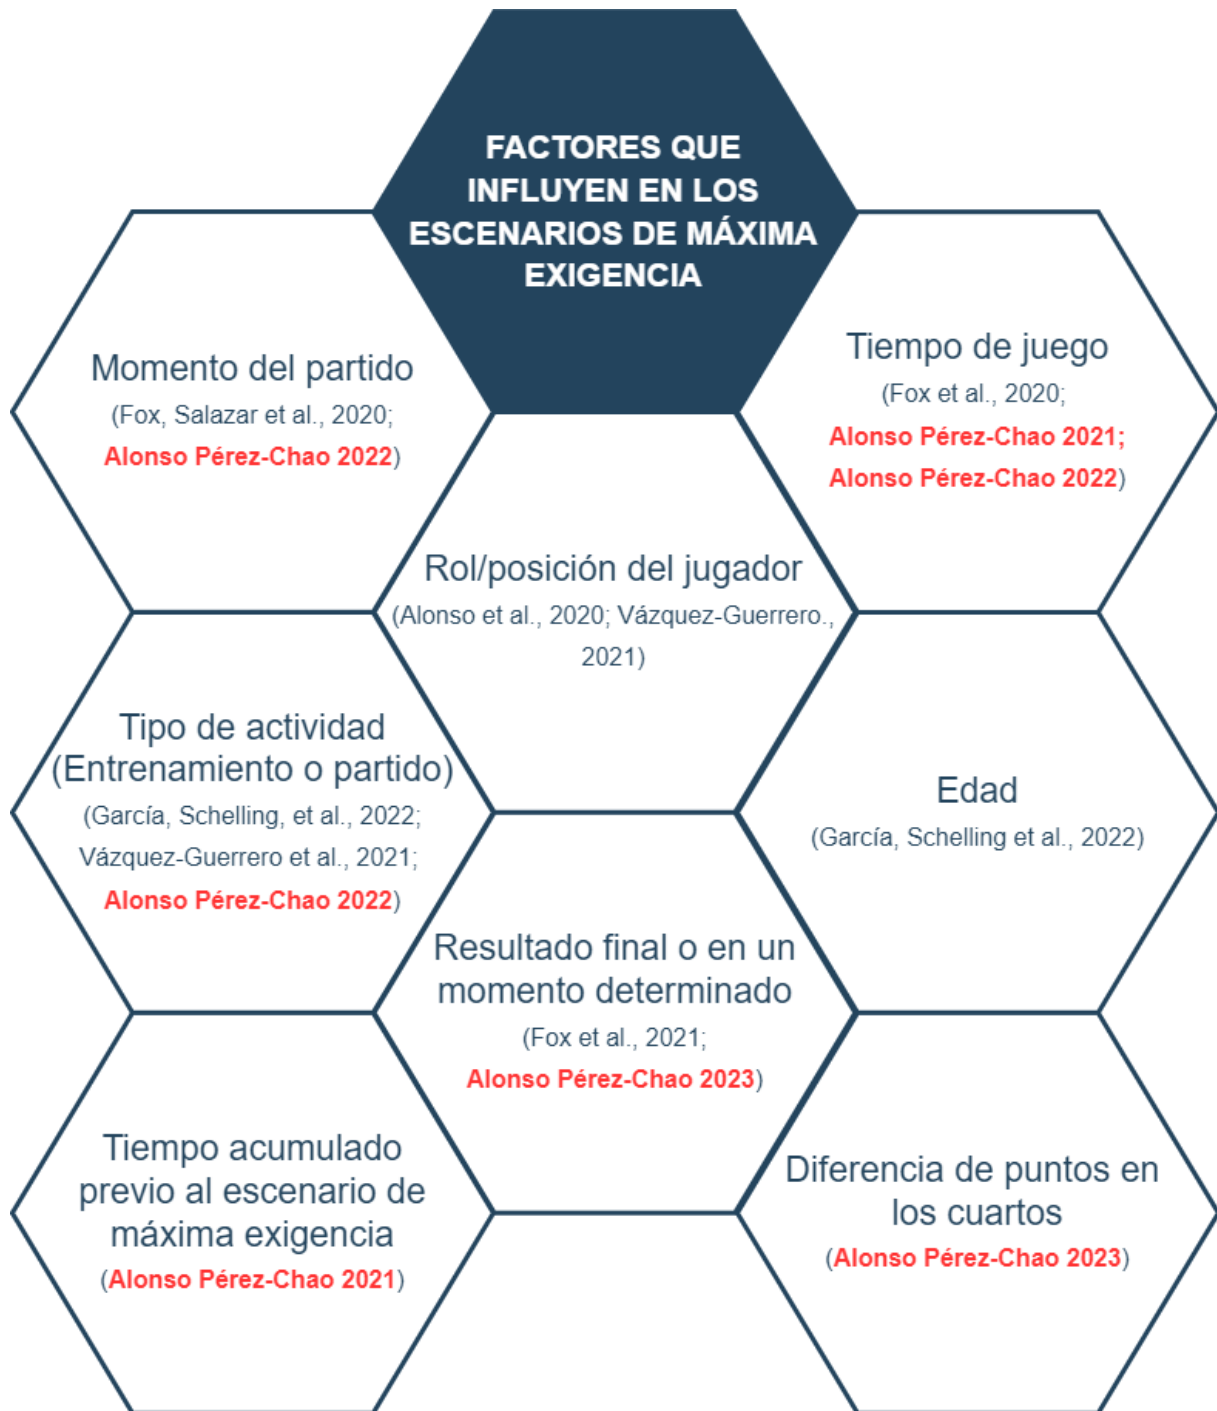 FACTORES QUE
INFLUYEN EN LOS
ESCENARIOS DE MÁXIMA
EXIGENCIA
Momento del partido
(Fox, Salazar et al., 2020;
Alonso Pérez-Chao 2022)
Tiempo de juego
(Fox et al., 2020;
Alonso Pérez-Chao 2021;
Alonso Pérez-Chao 2022)
Rol/posición del jugador
(Alonso et al., 2020; Vázquez-Guerrero.,
2021)
Tipo de actividad
(Entrenamiento o partido)
(García, Schelling, et al., 2022;
Vázquez-Guerrero et al., 2021;
Alonso Pérez-Chao 2022)
Edad
(García, Schelling et al., 2022)
Resultado final o en un
momento determinado
(Fox et al., 2021;
Alonso Pérez-Chao 2023)
Tiempo acumulado
previo al escenario de
máxima exigencia
(Alonso Pérez-Chao 2021)
Diferencia de puntos en
los cuartos
(Alonso Pérez-Chao 2023)